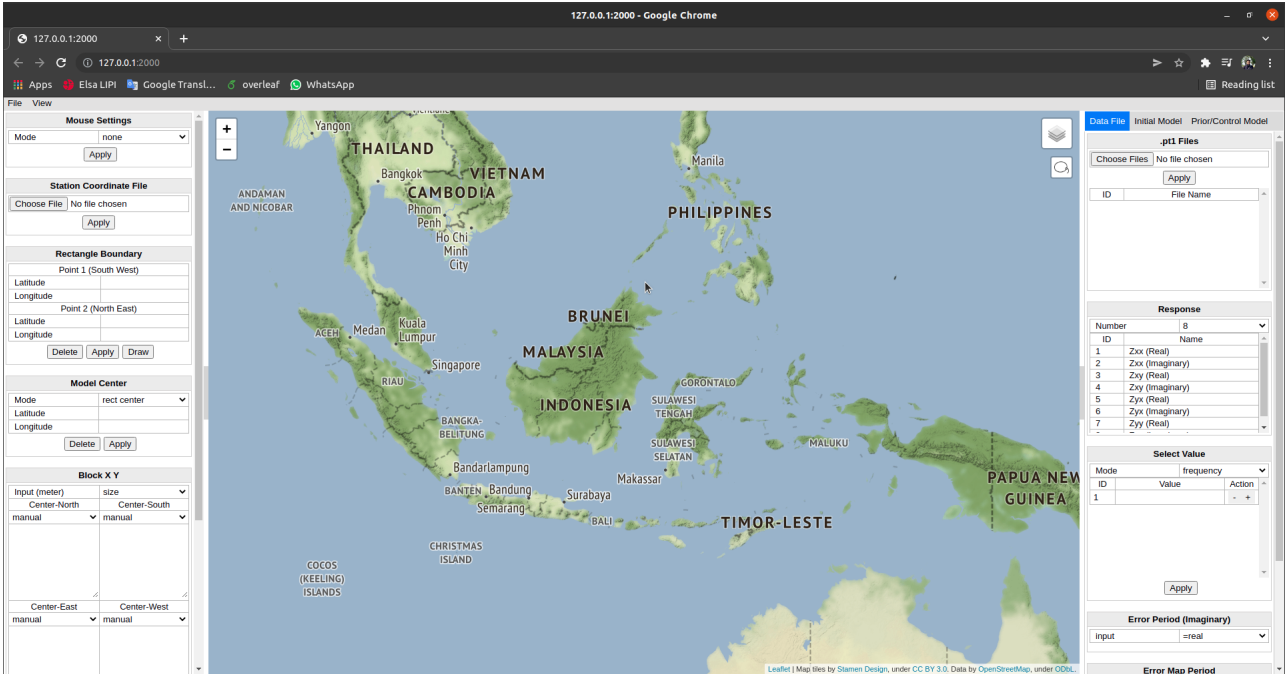 127.0.0.1:2000 - Google Chrome
127.0.0.1:2000
127.0.0.1:2000
Apps Elsa LIPI Google Transl... overleaf WhatsApp Reading list
File View
Mouse Settings
Mode none
Apply
Station Coordinate File
Choose File No file chosen
Apply
Rectangle Boundary
Point 1 (South West)
Latitude
Longitude
Point 2 (North East)
Latitude
Longitude
Delete Apply Draw
Model Center
Mode rect center
Latitude
Longitude
Delete Apply
Block X Y
Input (meter) size
Center-North Center-South
manual manual
Center-East Center-West
manual manual
+
-
Yangon
THAILAND
Bangkok
VIETNAM
CAMBODIA
Phnom
Penh
Ho Chi
Minh
City
ANDAMAN
AND NICOBAR
Manila
PHILIPPINES
BRUNEI
ACEH
Medan
Kuala
Lumpur
MALAYSIA
Singapore
RIAU
INDONESIA
GORONTALO
SULAWESI
TENGAH
BANGKA-
BELITUNG
SULAWESI
SELATAN
MALUKU
Bandarlampung
Makassar
PAPUA NEW
GUINEA
BANTEN
Bandung
Surabaya
Semarang
BALI
TIMOR-LESTE
CHRISTMAS
ISLAND
COCOS
(KEELING)
ISLANDS
Leaflet | Map tiles by Stamen Design, under CC BY 3.0. Data by OpenStreetMap, under ODbL.
Data File Initial Model Prior/Control Model
.pt1 Files
Choose Files No file chosen
Apply
ID File Name
Response
Number 8
ID Name
1 Zxx (Real)
2 Zxx (Imaginary)
3 Zxy (Real)
4 Zxy (Imaginary)
5 Zyx (Real)
6 Zyx (Imaginary)
7 Zyy (Real)
Select Value
Mode frequency
ID Value Action
1 - +
Apply
Error Period (Imaginary)
input =real
Error Map Period